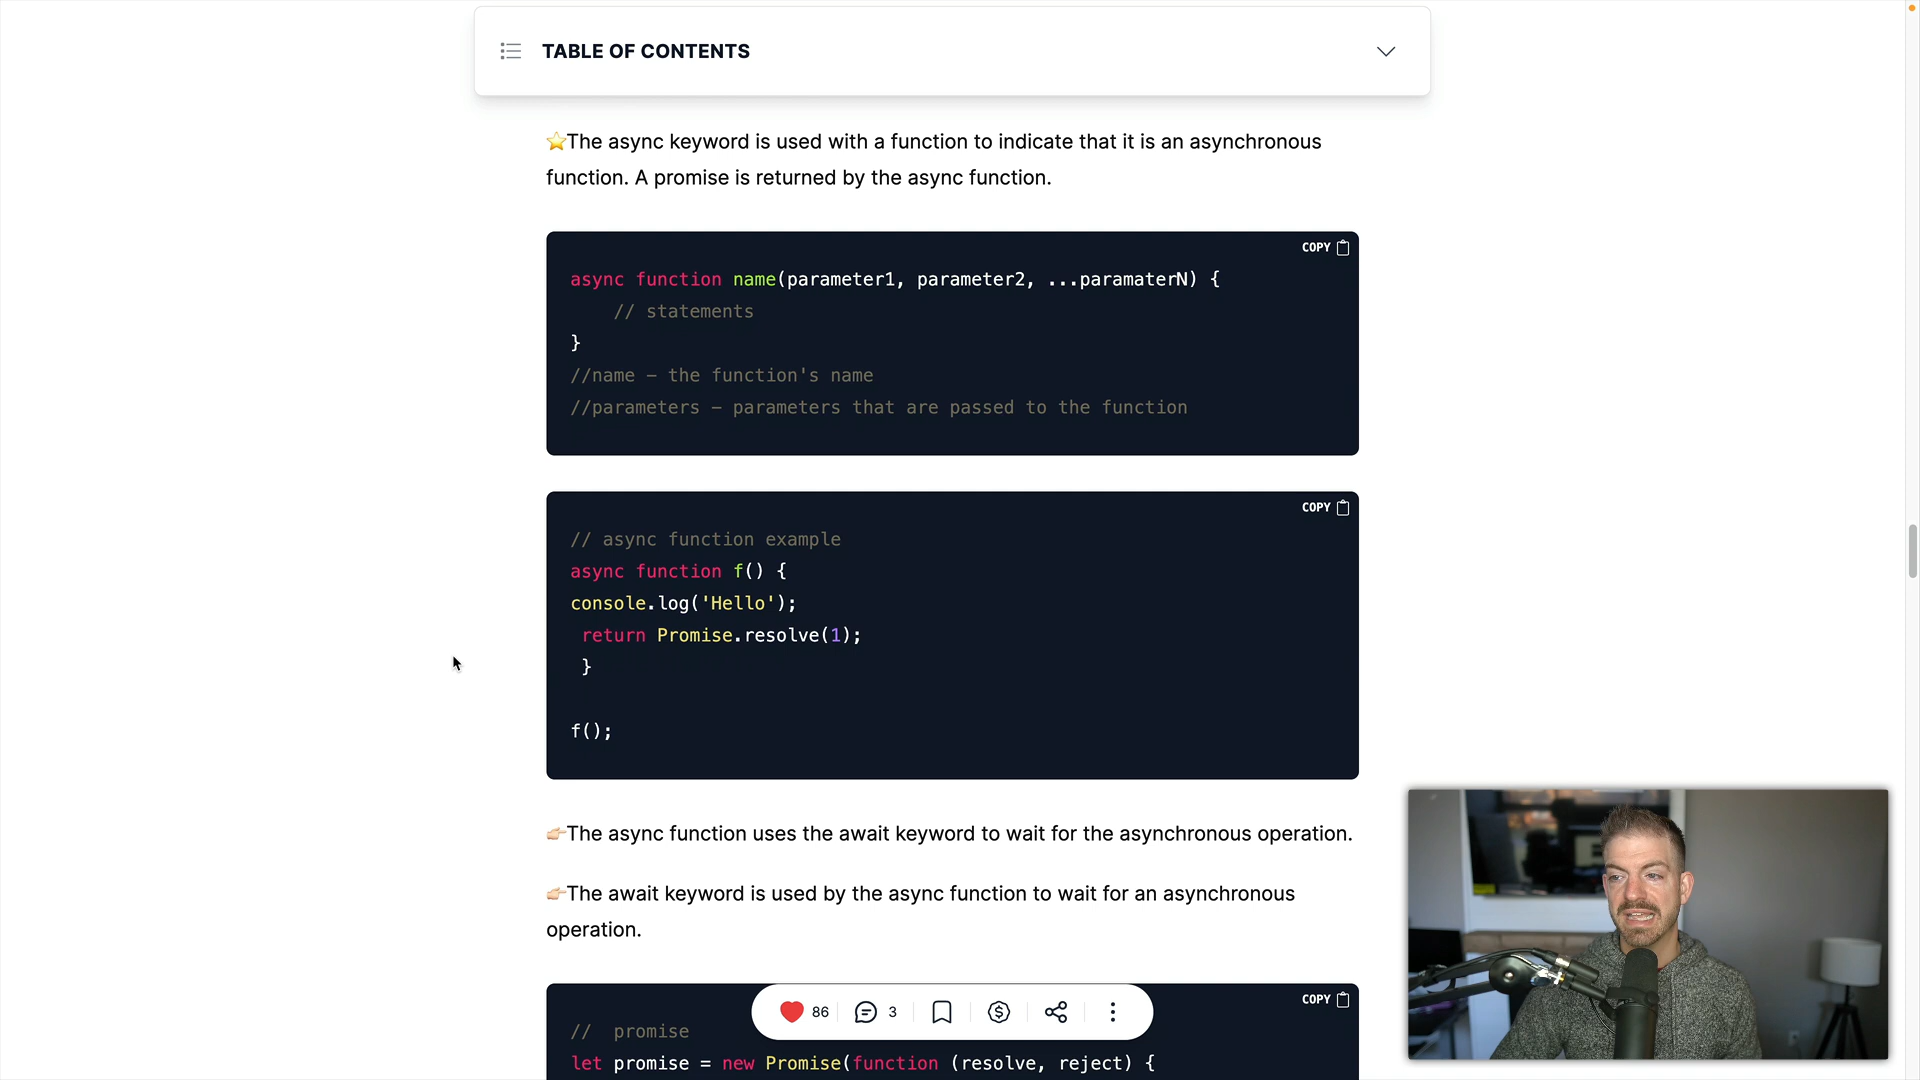 TABLE OF CONTENTS
⭐The async keyword is used with a function to indicate that it is an asynchronous
function. A promise is returned by the async function.
COPY
async function name(parameter1, parameter2, ...paramaterN) {
// statements
}
//name – the function's name
//parameters – parameters that are passed to the function
COPY
// async function example
async function f() {
console.log('Hello');
return Promise.resolve(1);
}
f();
👉🏻The async function uses the await keyword to wait for the asynchronous operation.
👉🏻The await keyword is used by the async function to wait for an asynchronous
operation.
COPY
86 3
// promise
let promise = new Promise(function (resolve, reject) {